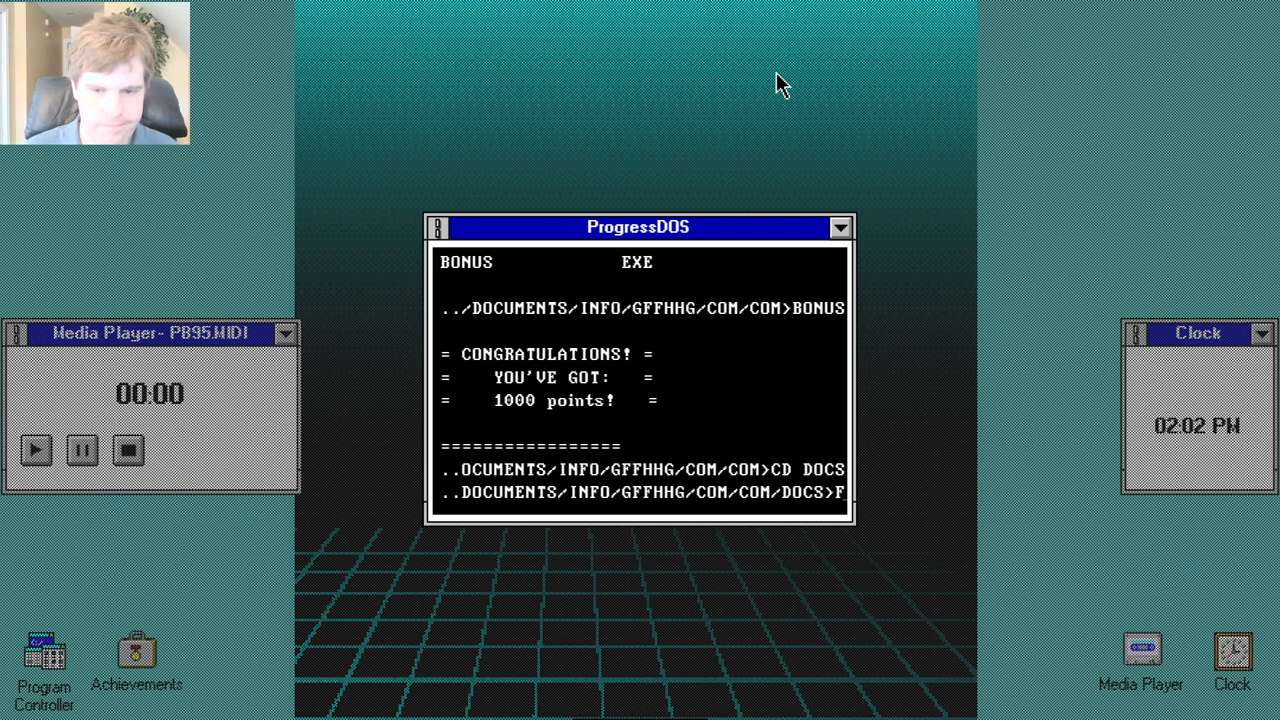 ProgressDOS
BONUS EXE
../DOCUMENTS/INFO/GFFHHG/COM/COM>BONUS
= CONGRATULATIONS! =
= YOU'VE GOT: =
= 1000 points! =
=================
..OCUMENTS/INFO/GFFHHG/COM/COM>CD DOCS
..DOCUMENTS/INFO/GFFHHG/COM/COM/DOCS>F_
Media Player- PB95.MIDI
00:00
Clock
02:02 PM
Program
Controller
Achievements
Media Player
Clock